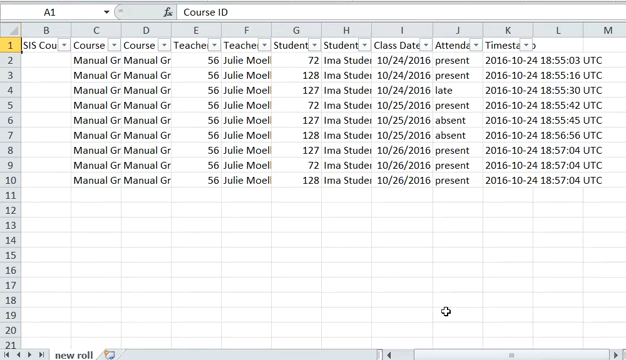 A1 fx Course ID
B C D E F G H I J K L M
1 SIS Cou Course Course Teacher Teache Student Student Class Date Attenda Timesta p
2 Manual Gr Manual Gr 56 Julie Moell 72 Ima Studer 10/24/2016 present 2016-10-24 18:55:03 UTC
3 Manual Gr Manual Gr 56 Julie Moell 128 Ima Studer 10/24/2016 present 2016-10-24 18:55:16 UTC
4 Manual Gr Manual Gr 56 Julie Moell 127 Ima Studer 10/24/2016 late 2016-10-24 18:55:30 UTC
5 Manual Gr Manual Gr 56 Julie Moell 72 Ima Studer 10/25/2016 present 2016-10-24 18:55:42 UTC
6 Manual Gr Manual Gr 56 Julie Moell 127 Ima Studer 10/25/2016 absent 2016-10-24 18:55:45 UTC
7 Manual Gr Manual Gr 56 Julie Moell 128 Ima Studer 10/25/2016 absent 2016-10-24 18:56:56 UTC
8 Manual Gr Manual Gr 56 Julie Moell 127 Ima Studer 10/26/2016 present 2016-10-24 18:57:04 UTC
9 Manual Gr Manual Gr 56 Julie Moell 72 Ima Studer 10/26/2016 present 2016-10-24 18:57:04 UTC
10 Manual Gr Manual Gr 56 Julie Moell 128 Ima Studer 10/26/2016 present 2016-10-24 18:57:04 UTC
11
12
13
14
15
16
17
18
19
20
21
new roll